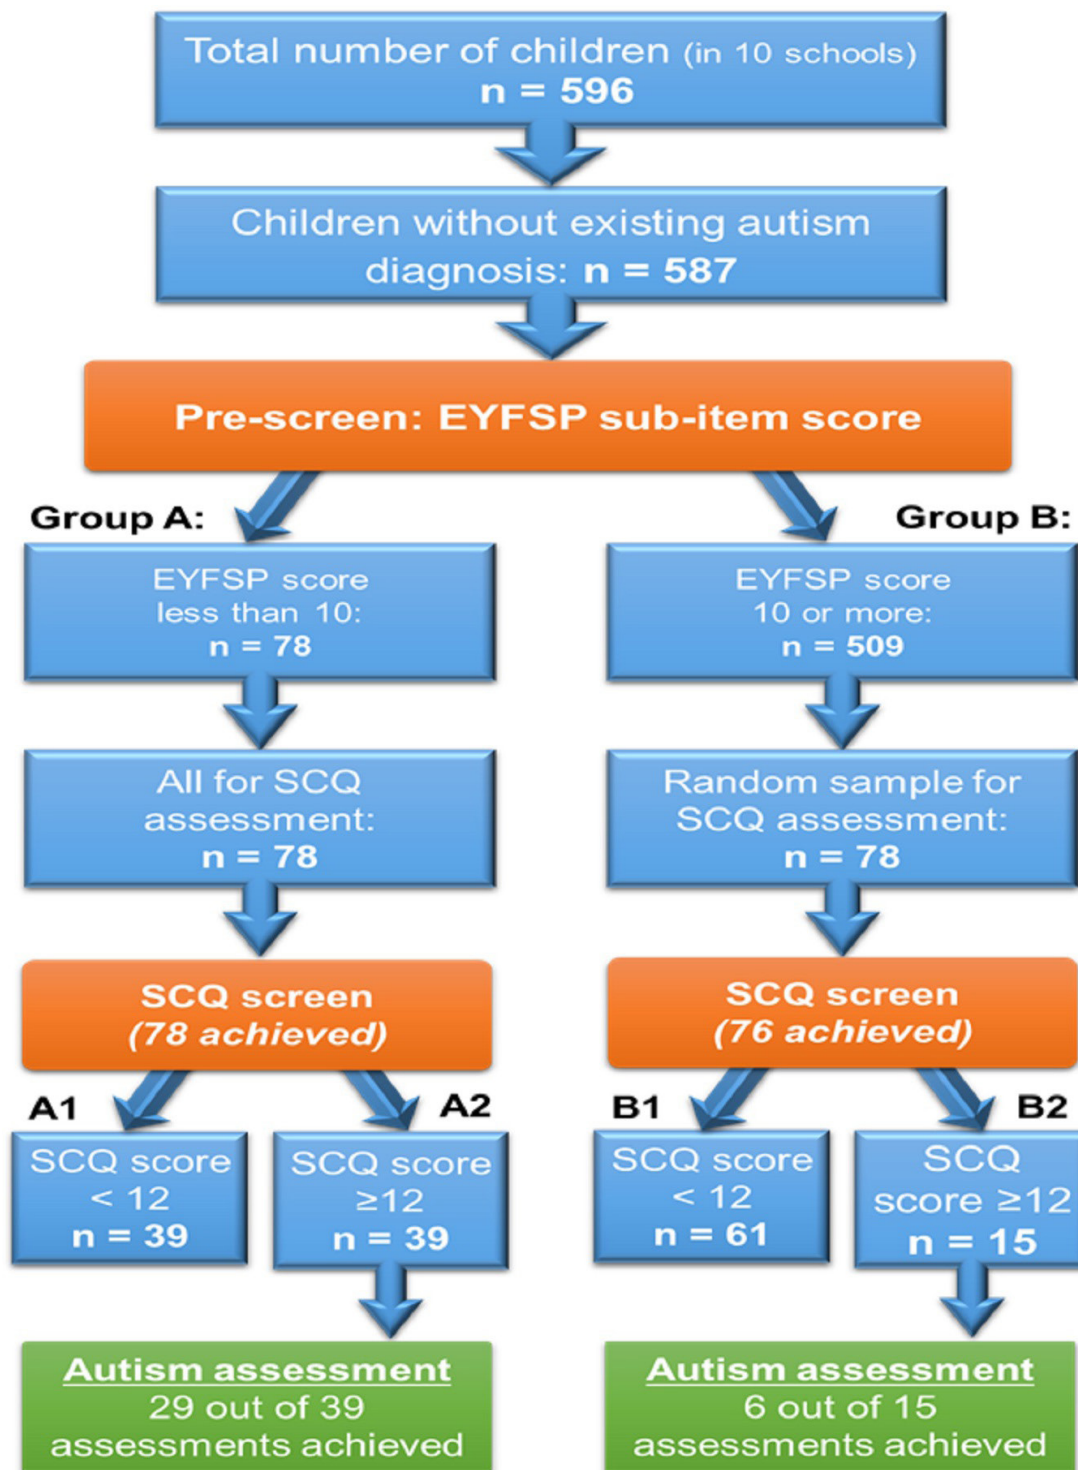 Total number of children (in 10 schools)
n = 596
Children without existing autism
diagnosis: n = 587
Pre-screen: EYFSP sub-item score
Group A:
EYFSP score
less than 10:
n = 78
All for SCQ
assessment:
n = 78
SCQ screen
(78 achieved)
A1
SCQ score
< 12
n = 39
A2
SCQ score
≥12
n = 39
Autism assessment
29 out of 39
assessments achieved
Group B:
EYFSP score
10 or more:
n = 509
Random sample for
SCQ assessment:
n = 78
SCQ screen
(76 achieved)
B1
SCQ score
< 12
n = 61
B2
SCQ
score ≥12
n = 15
Autism assessment
6 out of 15
assessments achieved